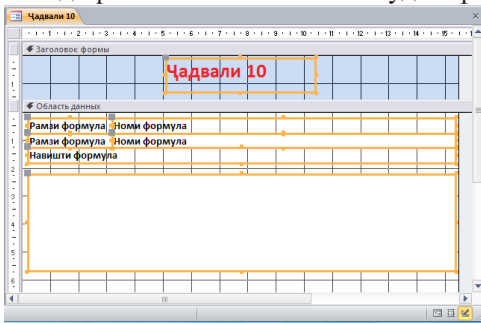 Ҷадвали 10
Заголовок формы
Ҷадвали 10
Область данных
Рамзи формула Номи формула
Рамзи формула Номи формула
Навишти формула